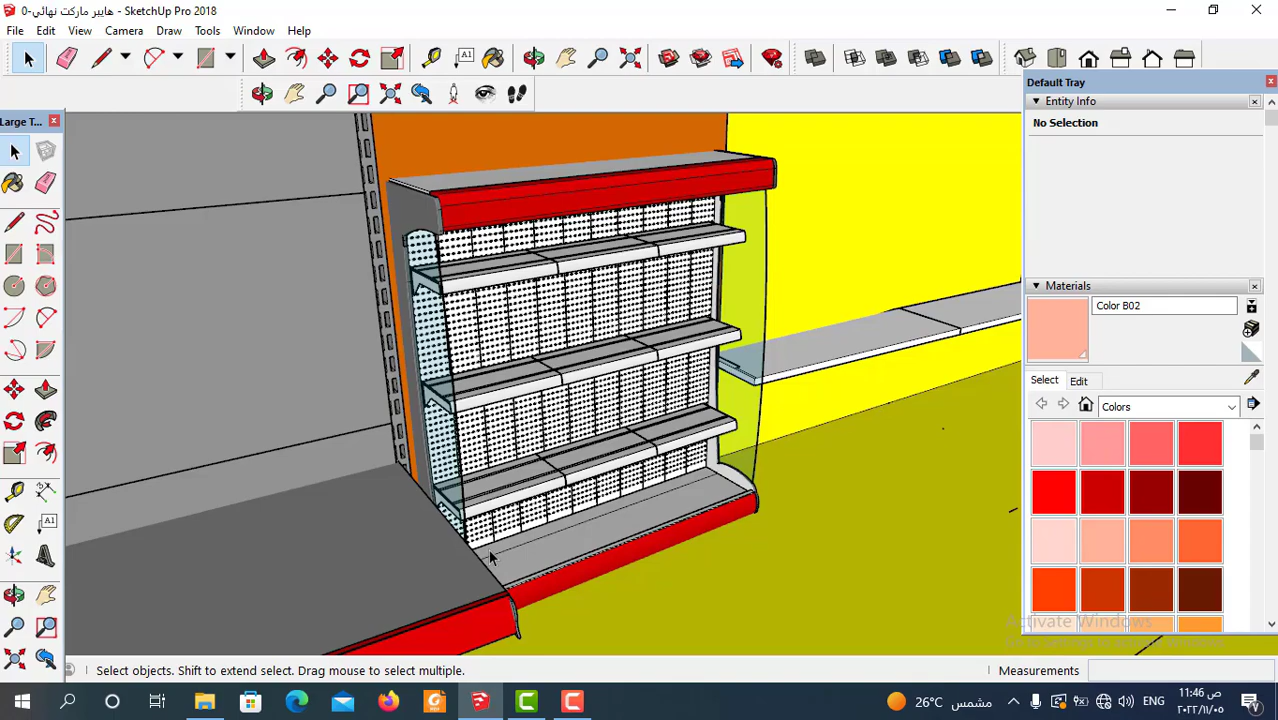 0-هايبر ماركت نهائي - SketchUp Pro 2018
File Edit View Camera Draw Tools Window Help
Large T...
Default Tray
Entity Info
No Selection
Materials
Color B02
Select Edit
Colors
Activate Windows
Select objects. Shift to extend select. Drag mouse to select multiple.
Measurements
26°C مشمس
ENG
11:46 ص
٢٠٢٢/١١/٠٥